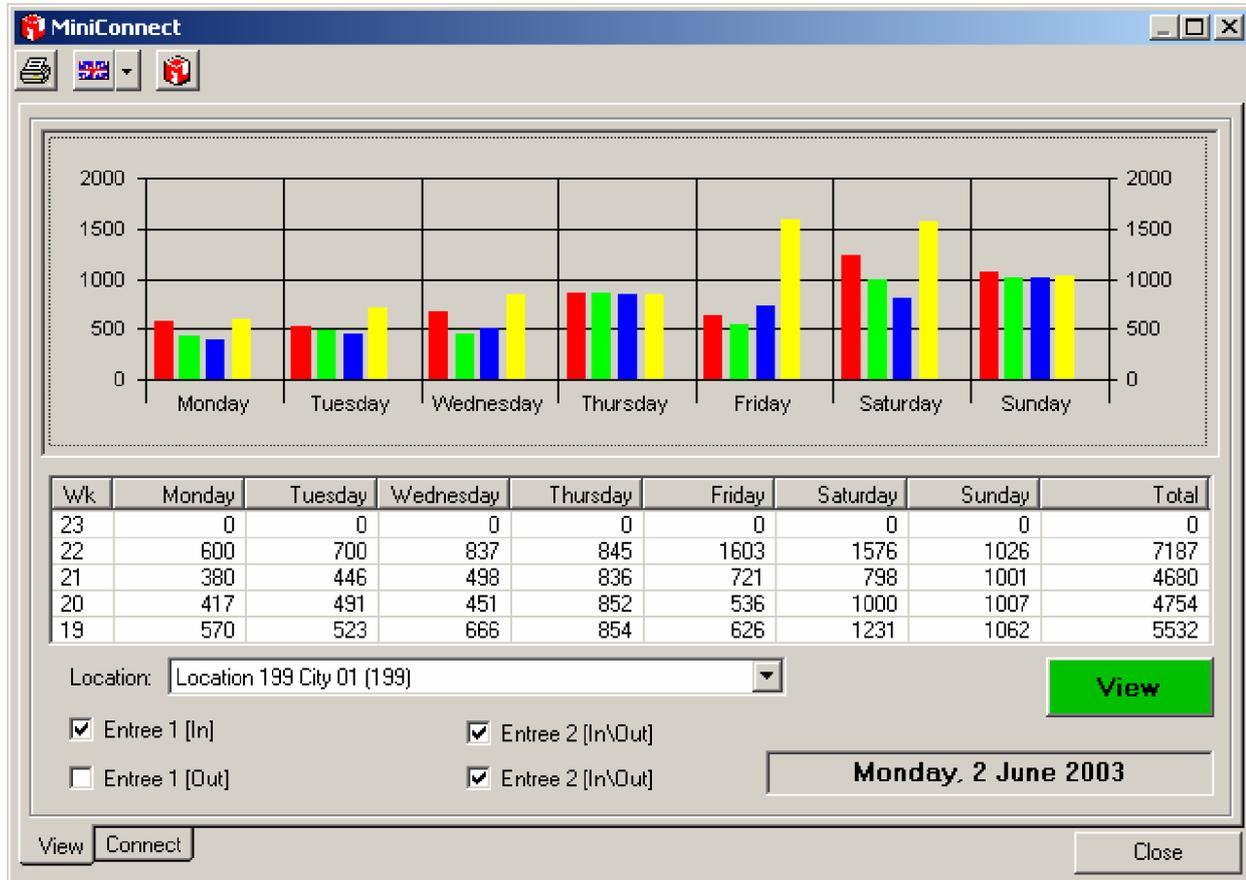 MiniConnect
2000 2000
1500 1500
1000 1000
500 500
0 0
Monday Tuesday Wednesday Thursday Friday Saturday Sunday
Wk Monday Tuesday Wednesday Thursday Friday Saturday Sunday Total
23 0 0 0 0 0 0 0 0
22 600 700 837 845 1603 1576 1026 7187
21 380 446 498 836 721 798 1001 4680
20 417 491 451 852 536 1000 1007 4754
19 570 523 666 854 626 1231 1062 5532
Location: Location 199 City 01 (199)
View
Entree 1 [In] Entree 2 [In\Out]
Entree 1 [Out] Entree 2 [In\Out]
Monday, 2 June 2003
View Connect
Close